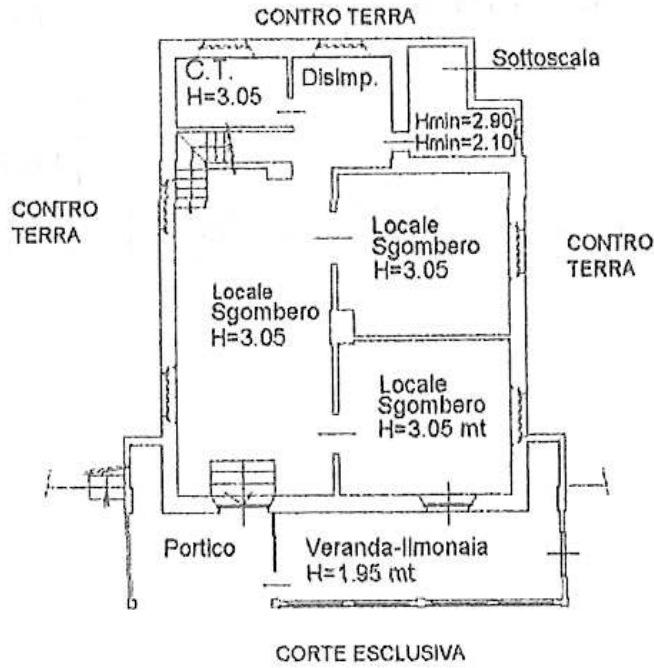 CONTRO TERRA
C.T.
H=3.05
Disimp.
Sottoscala
Hmin=2.90
Hmin=2.10
CONTRO
TERRA
Locale
Sgombero
H=3.05
CONTRO
TERRA
Locale
Sgombero
H=3.05
Locale
Sgombero
H=3.05 mt
Portico
Veranda-limonaia
H=1.95 mt
CORTE ESCLUSIVA